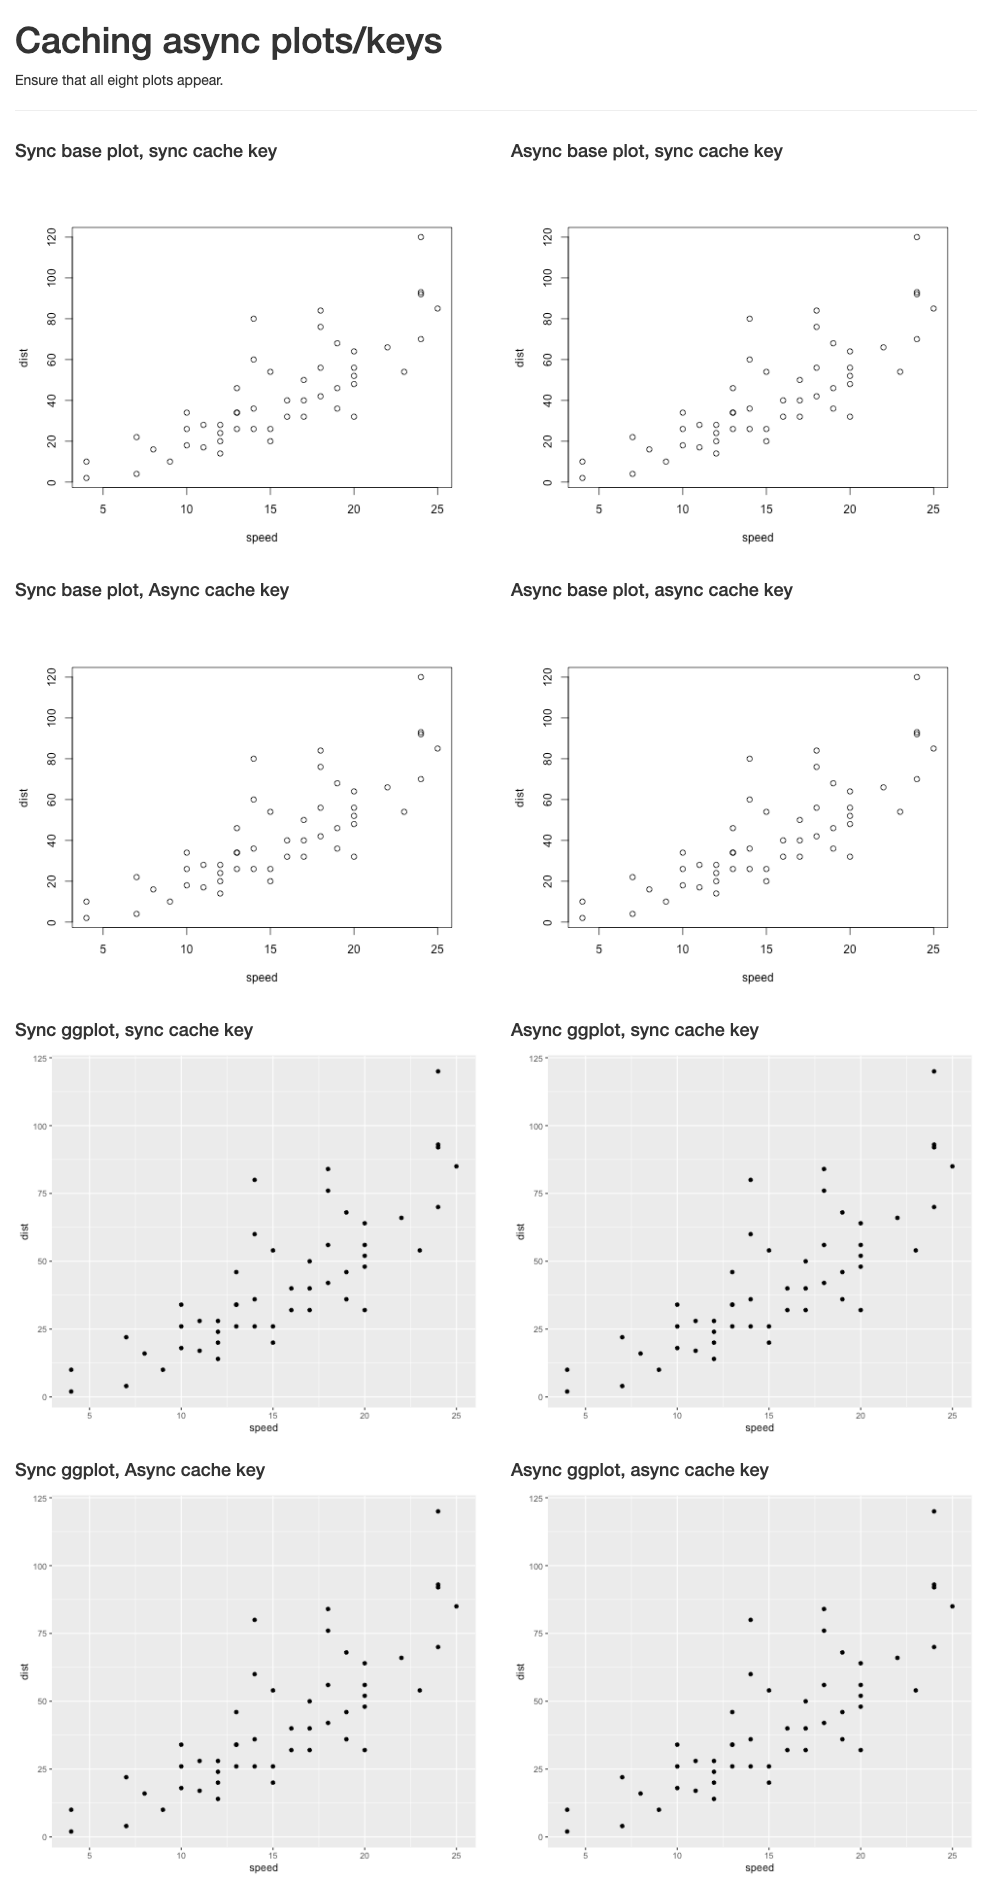 Caching async plots/keys
Ensure that all eight plots appear.
Sync base plot, sync cache key
Async base plot, sync cache key
120
100
80
60
40
20
0
dist
5 10 15 20 25
speed
120
100
80
60
40
20
0
dist
5 10 15 20 25
speed
Sync base plot, Async cache key
Async base plot, async cache key
120
100
80
60
40
20
0
dist
5 10 15 20 25
speed
120
100
80
60
40
20
0
dist
5 10 15 20 25
speed
Sync ggplot, sync cache key
Async ggplot, sync cache key
125
100
75
50
25
0
dist
5 10 15 20 25
speed
125
100
75
50
25
0
dist
5 10 15 20 25
speed
Sync ggplot, Async cache key
Async ggplot, async cache key
125
100
75
50
25
0
dist
5 10 15 20 25
speed
125
100
75
50
25
0
dist
5 10 15 20 25
speed